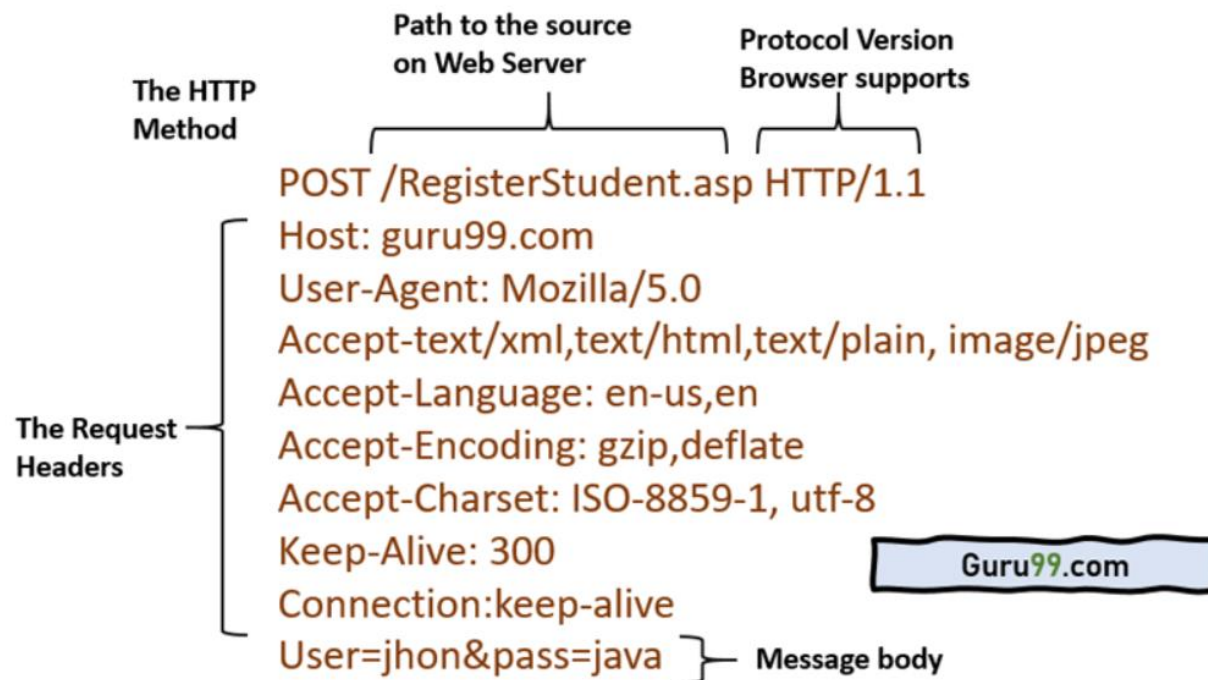 Path to the source
on Web Server
Protocol Version
Browser supports
The HTTP
Method
POST /RegisterStudent.asp HTTP/1.1
Host: guru99.com
User-Agent: Mozilla/5.0
Accept-text/xml,text/html,text/plain, image/jpeg
Accept-Language: en-us,en
The Request
Headers
Accept-Encoding: gzip,deflate
Accept-Charset: ISO-8859-1, utf-8
Keep-Alive: 300
Guru99.com
Connection:keep-alive
User=jhon&pass=java
Message body